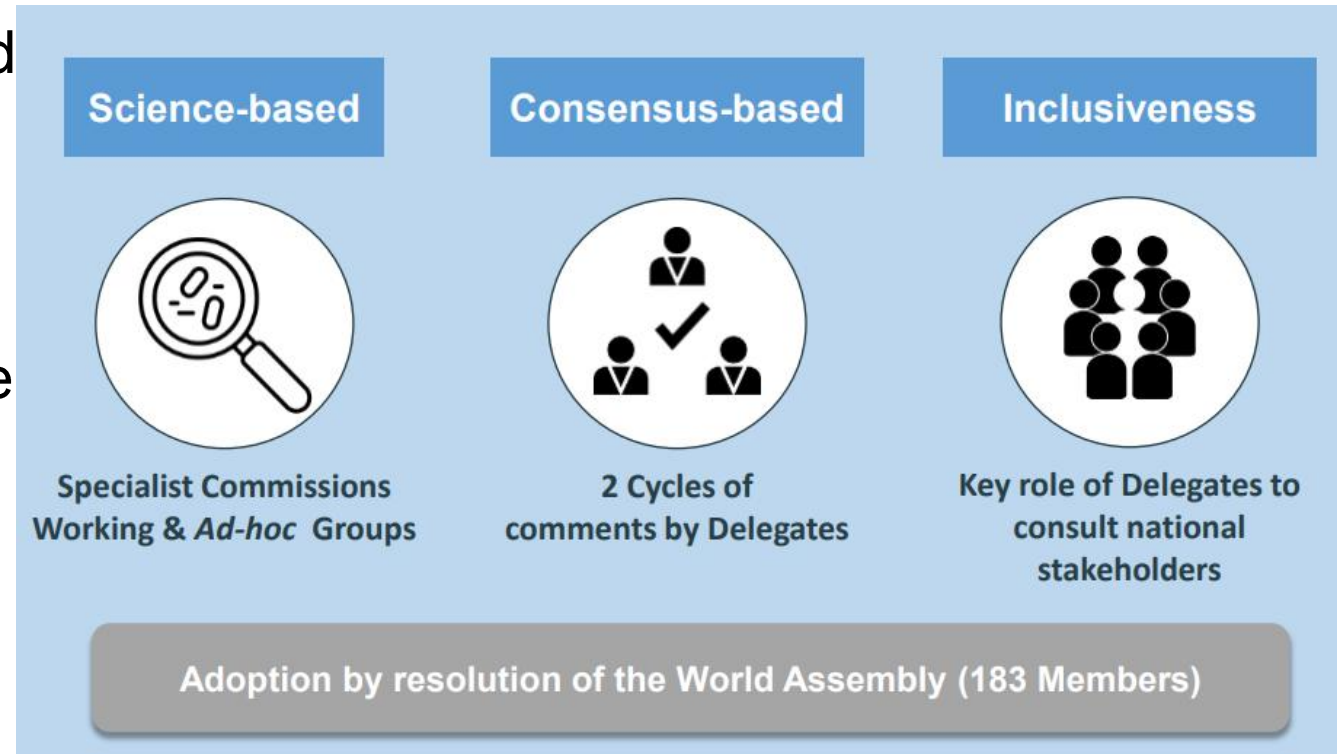 d
e
Science-based
Specialist Commissions
Working & Ad-hoc Groups
Consensus-based
2 Cycles of
comments by Delegates
Inclusiveness
Key role of Delegates to
consult national
stakeholders
Adoption by resolution of the World Assembly (183 Members)